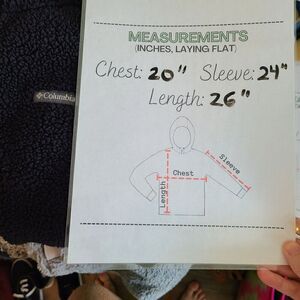 MEASUREMENTS
(INCHES, LAYING FLAT)
Chest: 20" Sleeve: 24"
Length: 26"
Columbia
Sleeve
Chest
Length